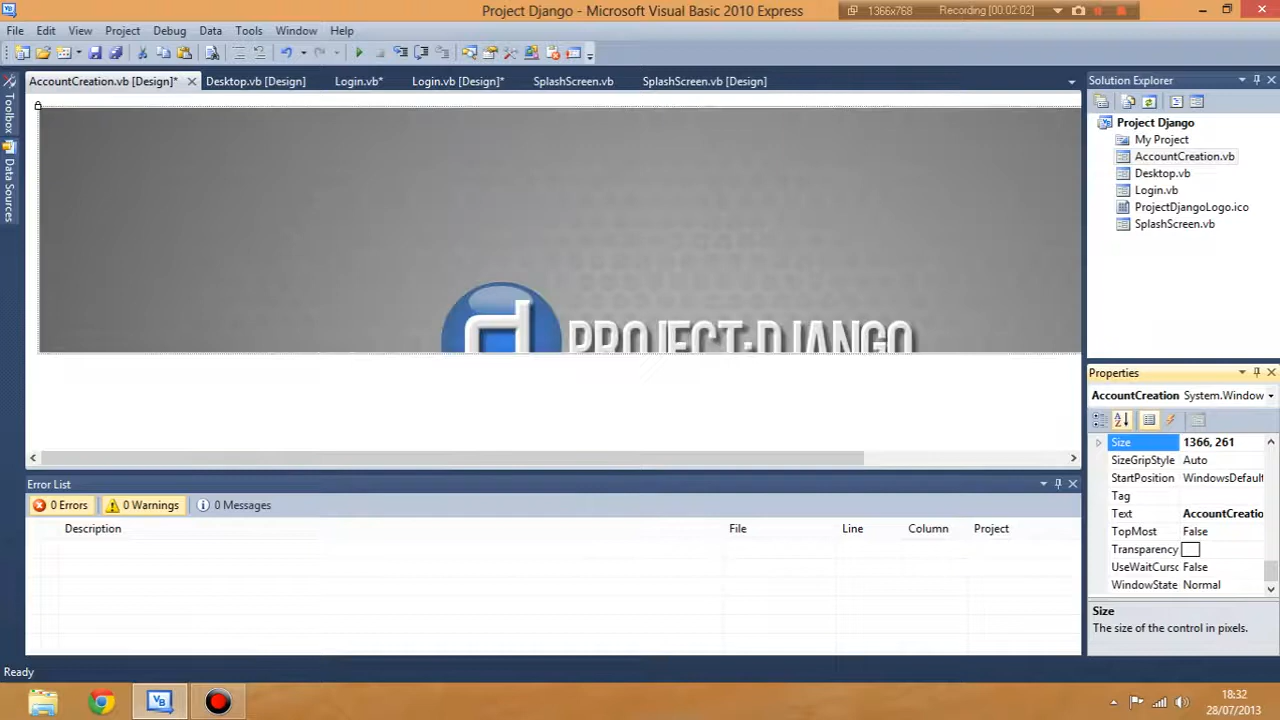 Project Django - Microsoft Visual Basic 2010 Express
1366x768
Recording [00:02:02]
File Edit View Project Debug Data Tools Window Help
AccountCreation.vb [Design]* Desktop.vb [Design] Login.vb* Login.vb [Design]* SplashScreen.vb SplashScreen.vb [Design]
Toolbox
Data Sources
d PROJECT-DJANGO
Solution Explorer
Project Django
My Project
AccountCreation.vb
Desktop.vb
Login.vb
ProjectDjangoLogo.ico
SplashScreen.vb
Properties
AccountCreation System.Window
Size 1366, 261
SizeGripStyle Auto
StartPosition WindowsDefault
Tag
Text AccountCreatio
TopMost False
Transparency
UseWaitCursc False
WindowState Normal
Size
The size of the control in pixels.
Error List
0 Errors 0 Warnings 0 Messages
Description File Line Column Project
Ready
18:32
28/07/2013